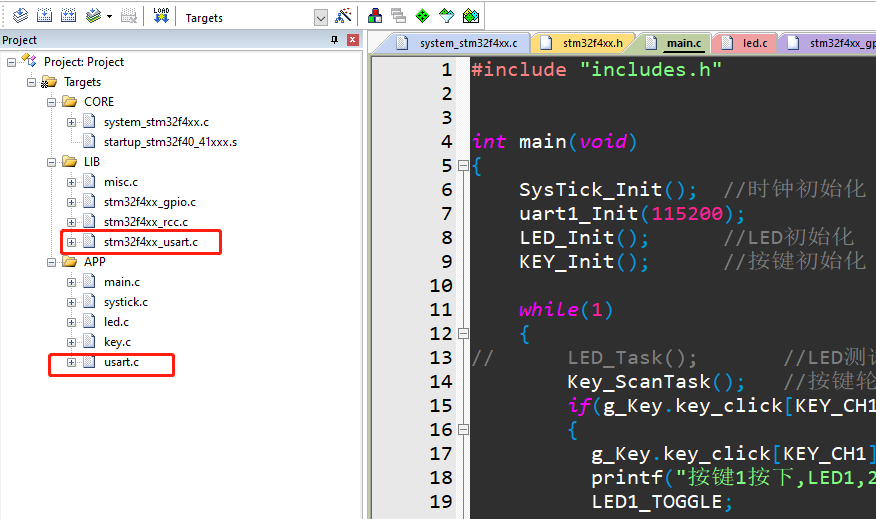 LOAD
Targets
Project
Project: Project
Targets
CORE
system_stm32f4xx.c
startup_stm32f40_41xxx.s
LIB
misc.c
stm32f4xx_gpio.c
stm32f4xx_rcc.c
stm32f4xx_usart.c
APP
main.c
systick.c
led.c
key.c
usart.c
system_stm32f4xx.c
stm32f4xx.h
main.c
led.c
stm32f4xx_gp
1 #include "includes.h"
2
3
4 int main(void)
5 {
6 SysTick_Init(); //时钟初始化
7 uart1_Init(115200);
8 LED_Init(); //LED初始化
9 KEY_Init(); //按键初始化
10
11 while(1)
12 {
13 // LED_Task(); //LED测
14 Key_ScanTask(); //按键轮
15 if(g_Key.key_click[KEY_CH1
16 {
17 g_Key.key_click[KEY_CH1]
18 printf("按键1按下,LED1,2
19 LED1_TOGGLE;